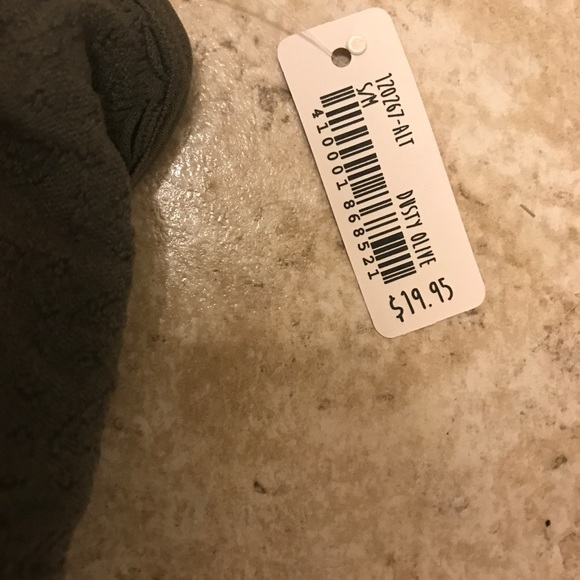 120267-ALT
S/M
410001868521
DUSTY OLIVE
$19.95